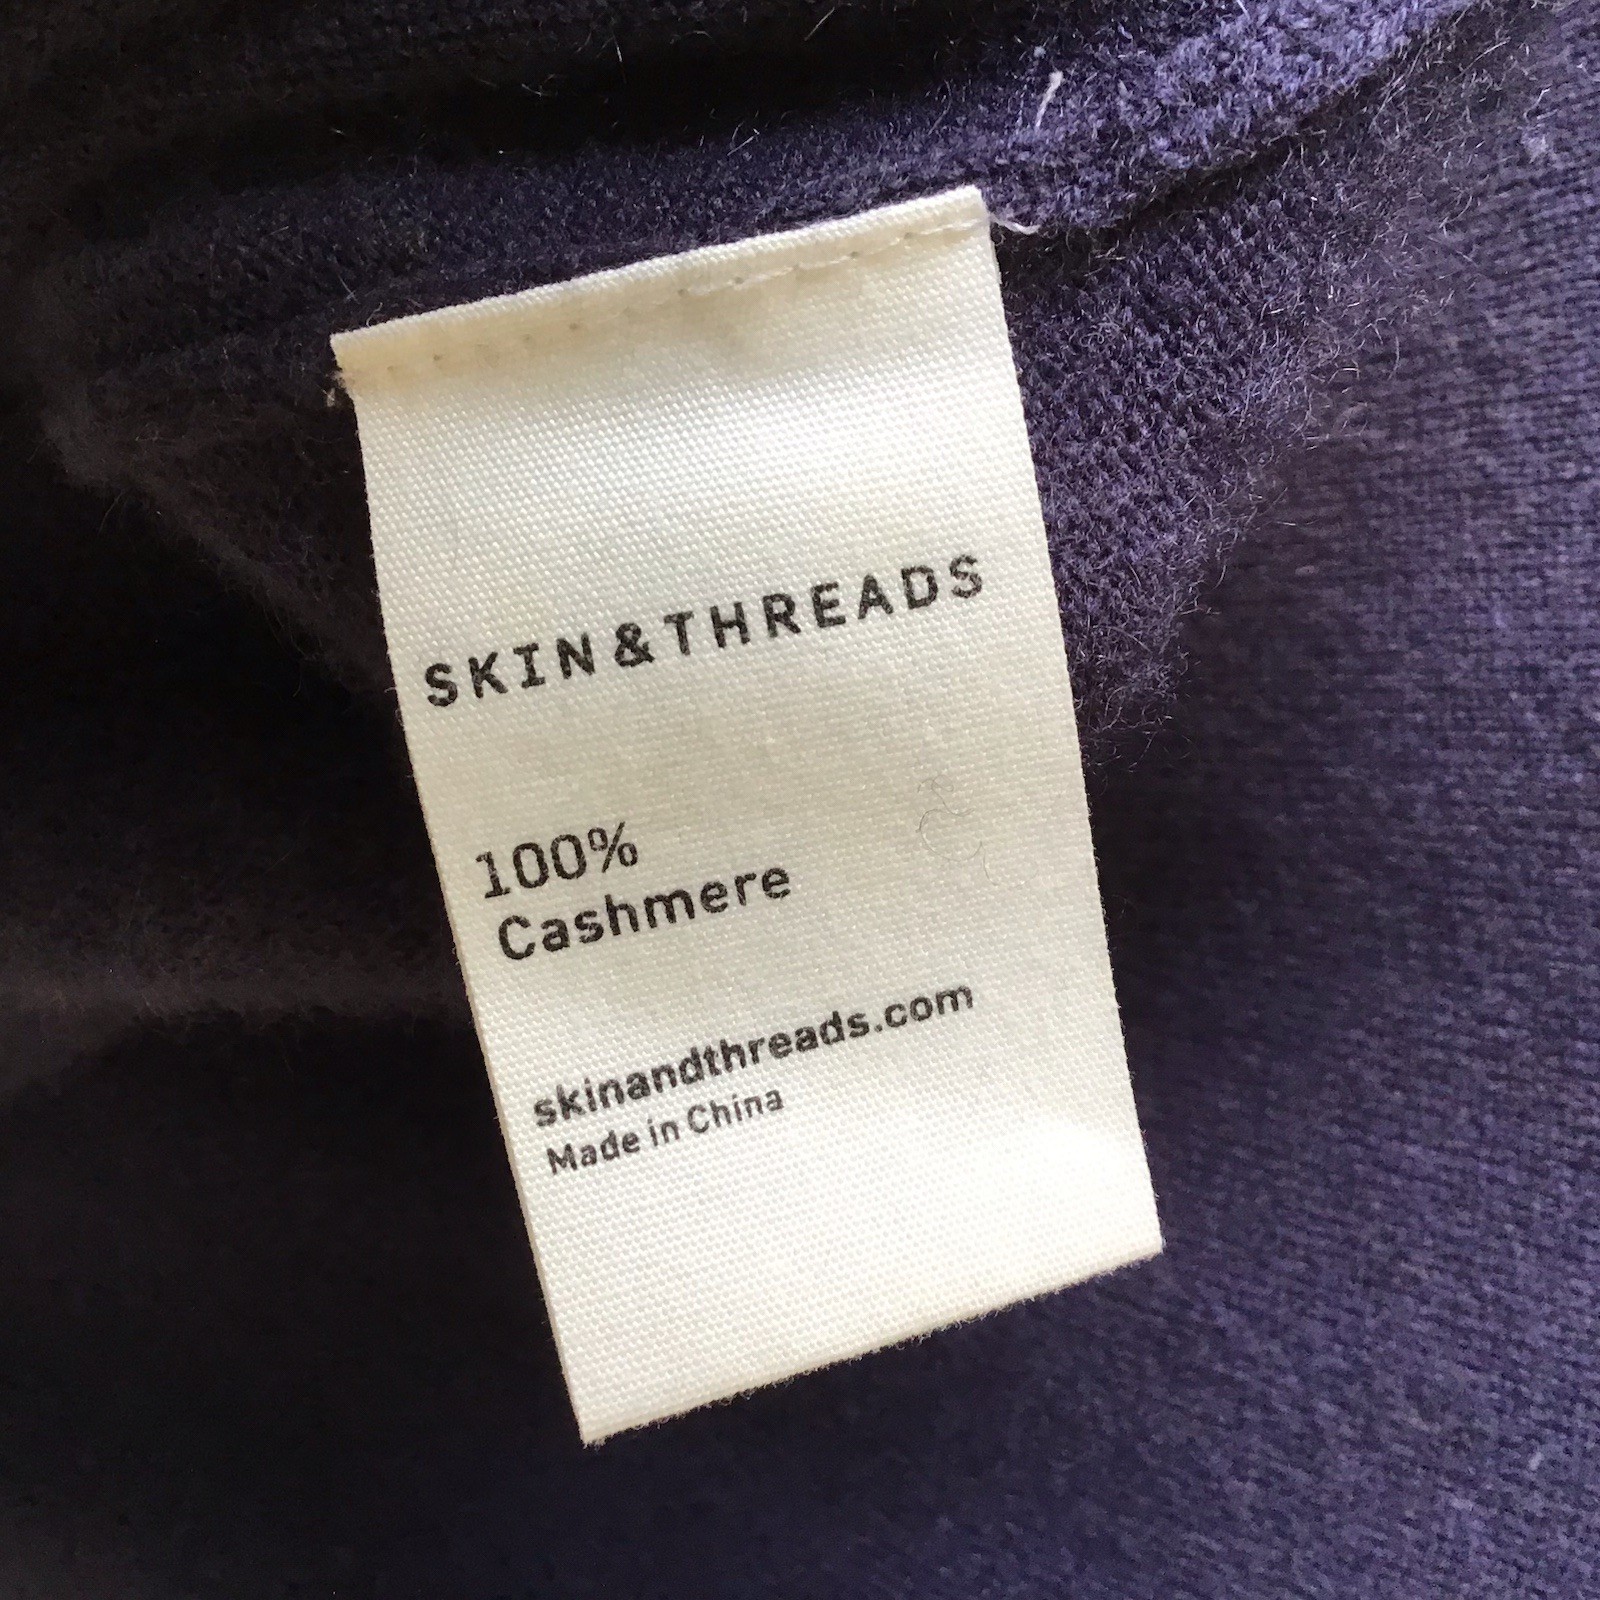 SKIN&THREADS
100%
Cashmere
skinandthreads.com
Made in China